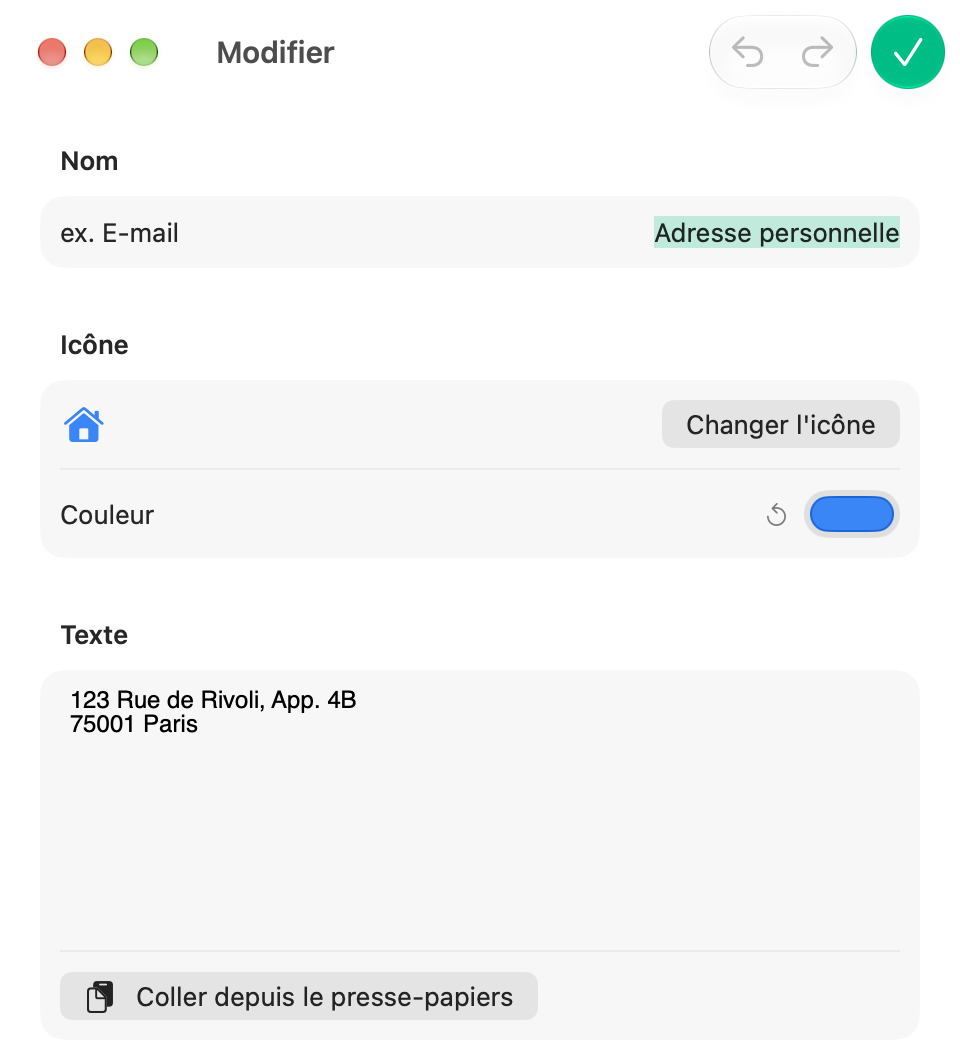 Modifier
Nom
ex. E-mail
Adresse personnelle
Icône
Changer l'icône
Couleur
Texte
123 Rue de Rivoli, App. 4B
75001 Paris
Coller depuis le presse-papiers